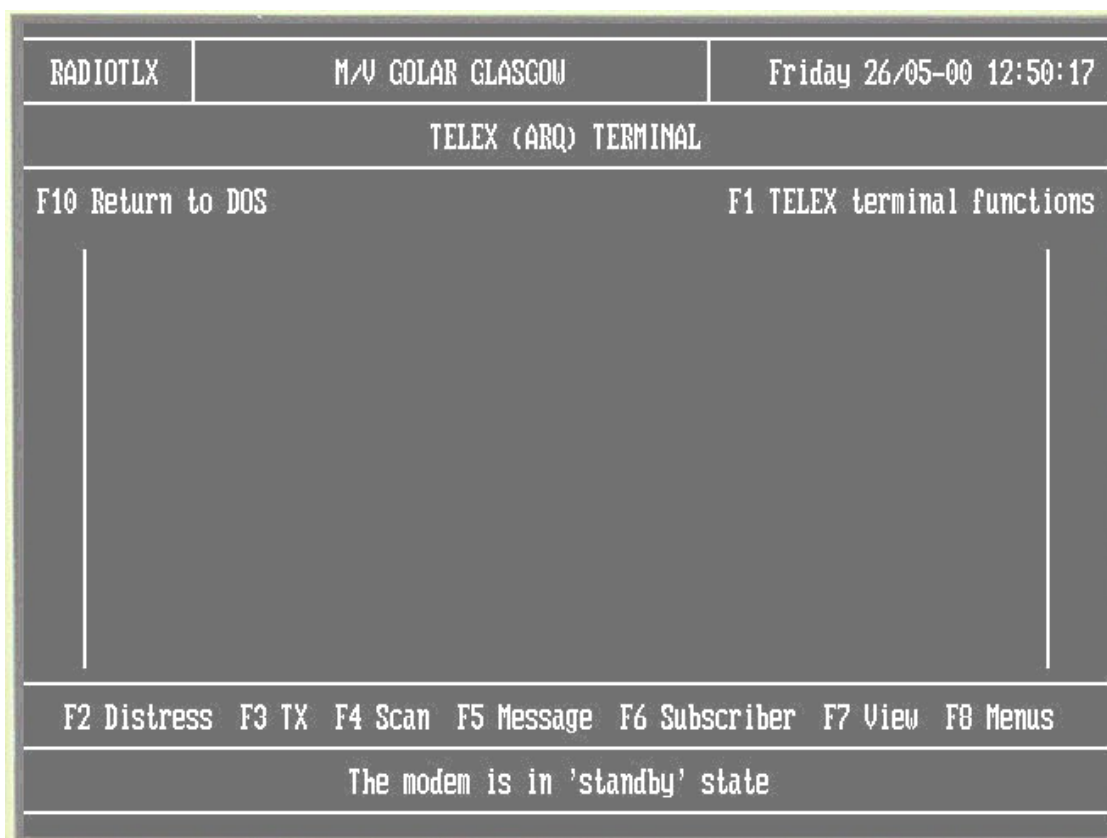 RADIOTLX M/V GOLAR GLASGOW Friday 26/05-00 12:50:17
TELEX (ARQ) TERMINAL
F10 Return to DOS F1 TELEX terminal functions
F2 Distress F3 TX F4 Scan F5 Message F6 Subscriber F7 View F8 Menus
The modem is in 'standby' state